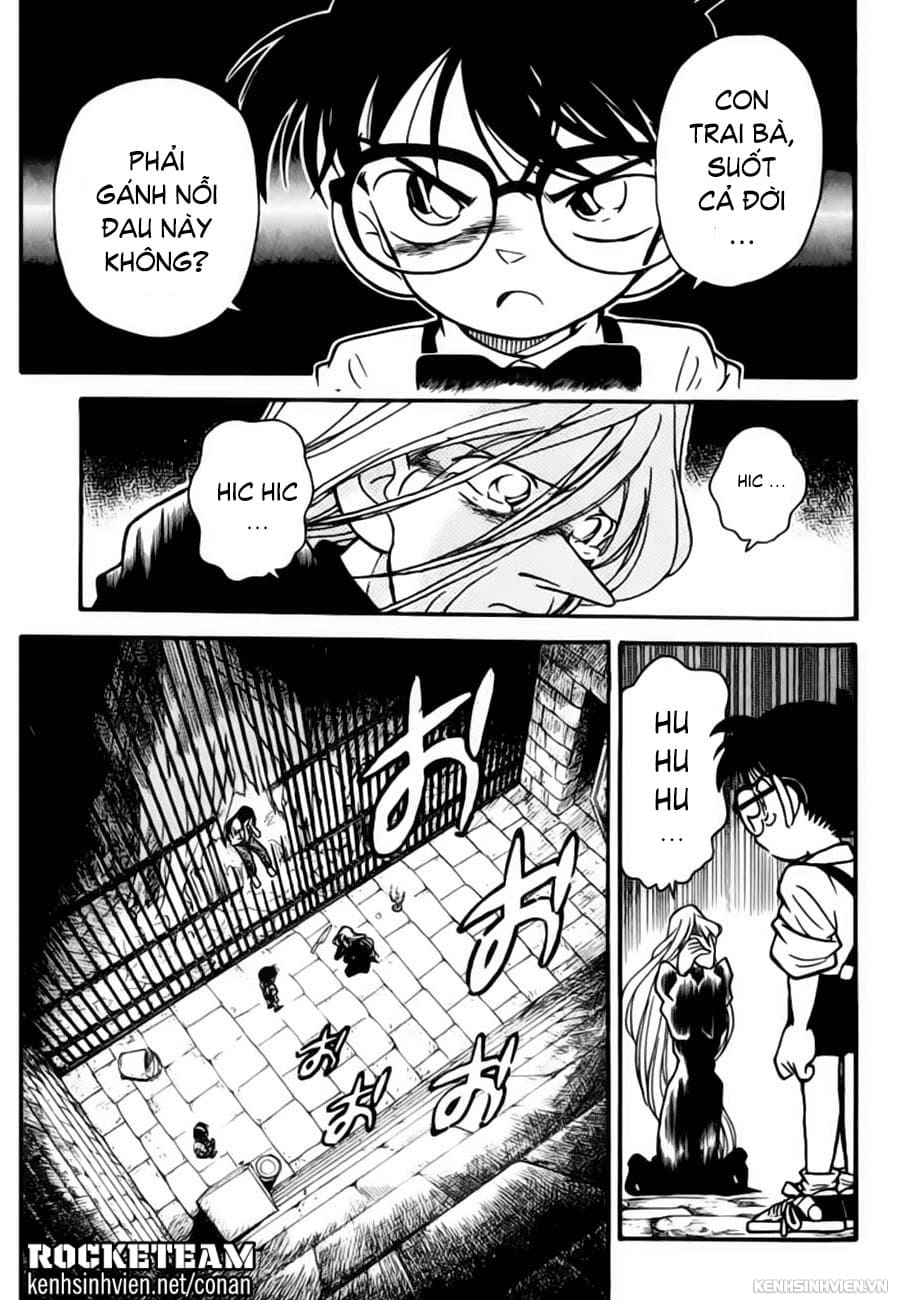 CON
TRAI BÀ,
SUỐT
CẢ ĐỜI
...
PHẢI
GÁNH NỖI
ĐAU NÀY
KHÔNG?
HIC ...
HIC HIC
...
HU
HU
HU
...
お
お
お
お
お
ROCKETEAM
kenhsinhvien.net/conan
KENHSINHVIEN.VN